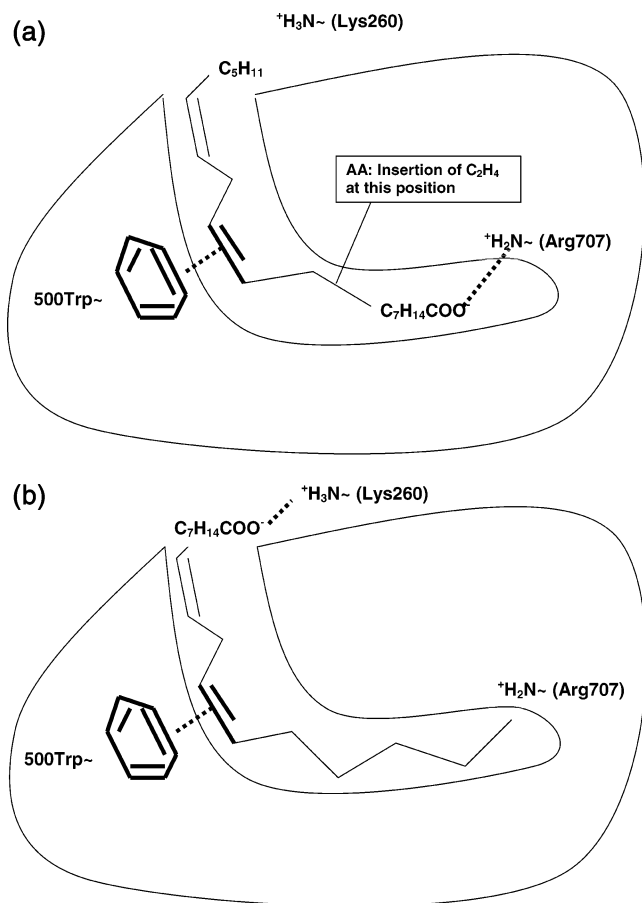 (a)
⁺H₃N~ (Lys260)
C₅H₁₁
AA: Insertion of C₂H₄
at this position
⁺H₂N~ (Arg707)
500Trp~
C₇H₁₄COO⁻
(b)
⁺H₃N~ (Lys260)
C₇H₁₄COO⁻
⁺H₂N~ (Arg707)
500Trp~